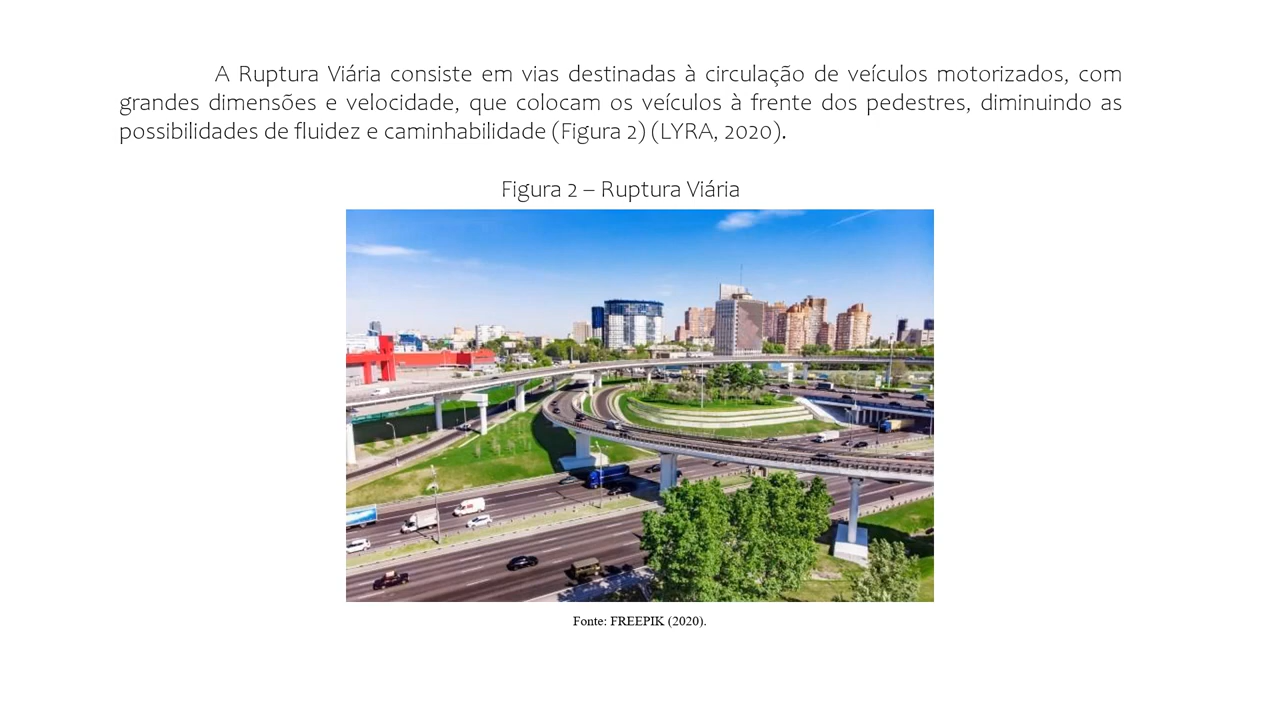 A Ruptura Viária consiste em vias destinadas à circulação de veículos motorizados, com
grandes dimensões e velocidade, que colocam os veículos à frente dos pedestres, diminuindo as
possibilidades de fluidez e caminhabilidade (Figura 2) (LYRA, 2020).
Figura 2 – Ruptura Viária
Fonte: FREEPIK (2020).